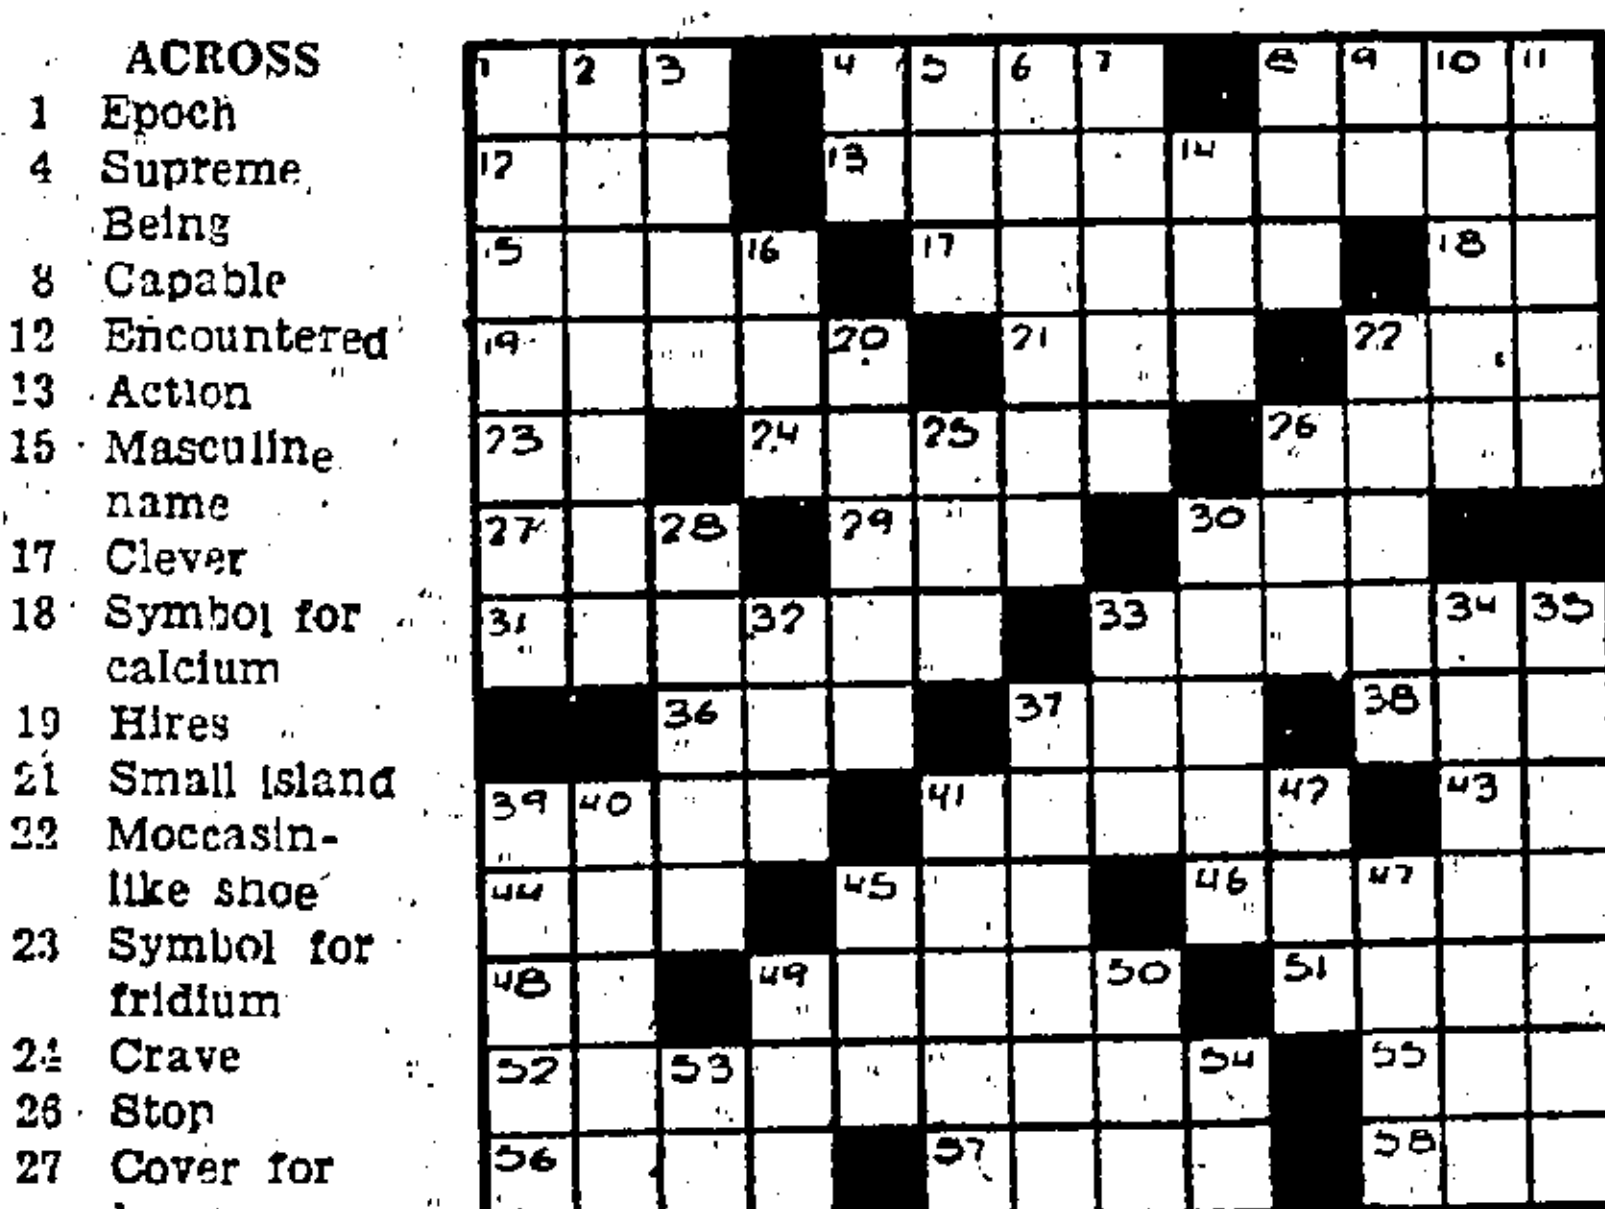 ACROSS
1 Epoch
4 Supreme
Being
8 Capable
12 Encountered
13 Action
15 Masculine
name
17 Clever
18 Symbol for
calcium
19 Hires
21 Small island
22 Moccasin-
like shoe
23 Symbol for
fridium
24 Crave
26 Stop
27 Cover for
1 2 3 4 5 6 7 8 9 10 11
12 13 14
15 16 17 18
19 20 21 22
23 24 25 26
27 28 29 30
31 32 33 34 35
36 37 38
39 40 41 42 43
44 45 46 47
48 49 50 51
52 53 54 55
56 57 58